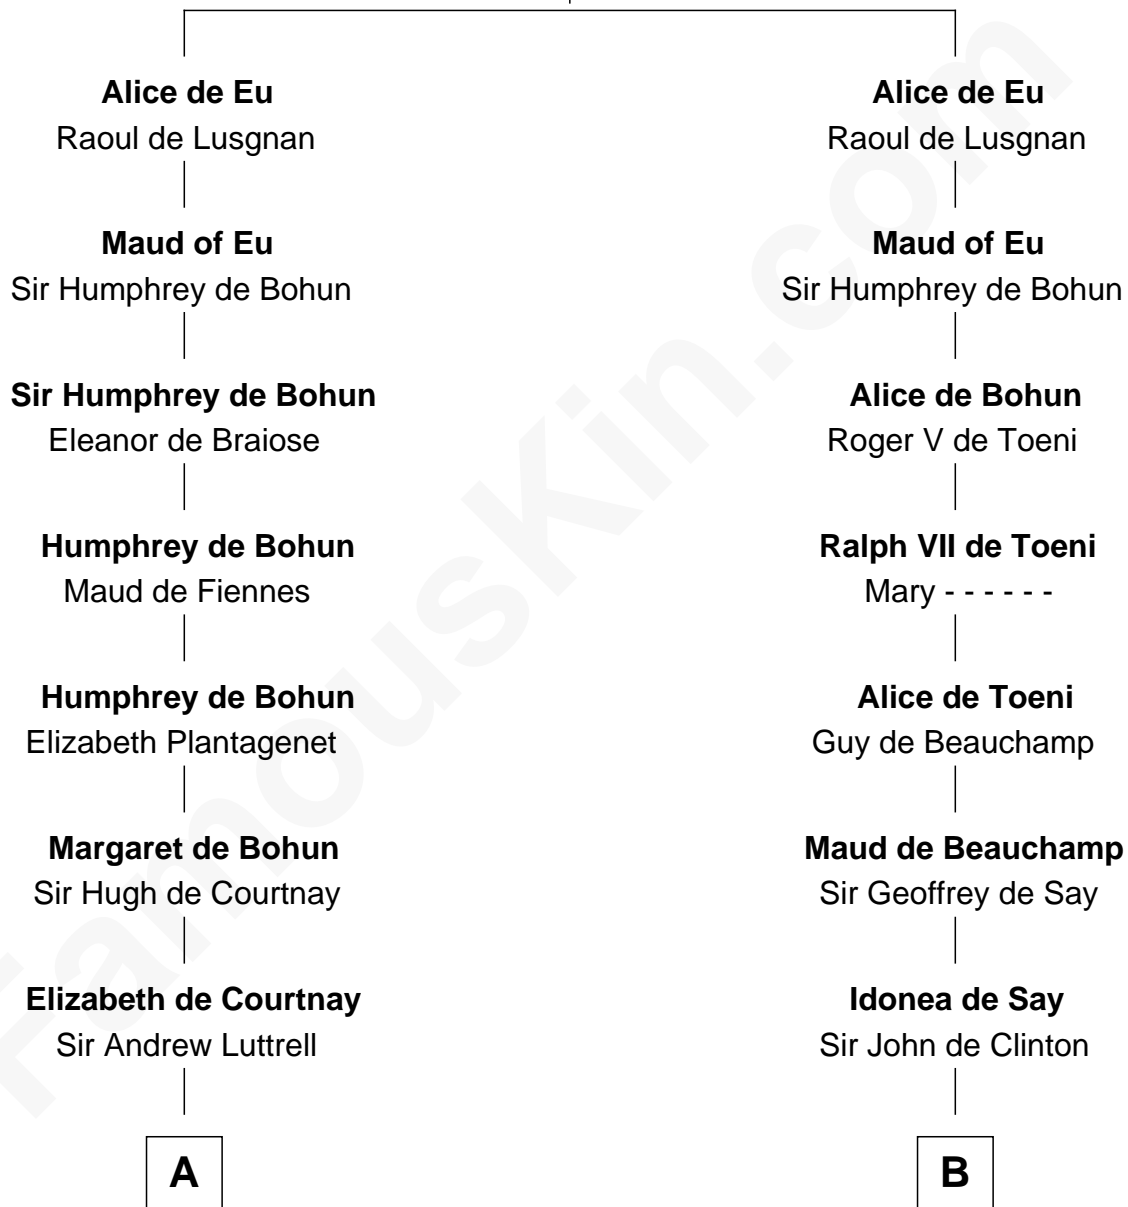 Alice de Eu
Raoul de Lusgnan
Maud of Eu
Sir Humphrey de Bohun
Sir Humphrey de Bohun
Eleanor de Braiose
Humphrey de Bohun
Maud de Fiennes
Humphrey de Bohun
Elizabeth Plantagenet
Margaret de Bohun
Sir Hugh de Courtnay
Elizabeth de Courtnay
Sir Andrew Luttrell
A
Alice de Eu
Raoul de Lusgnan
Maud of Eu
Sir Humphrey de Bohun
Alice de Bohun
Roger V de Toeni
Ralph VII de Toeni
Mary - - - - - -
Alice de Toeni
Guy de Beauchamp
Maud de Beauchamp
Sir Geoffrey de Say
Idonea de Say
Sir John de Clinton
B
FamousKin.com